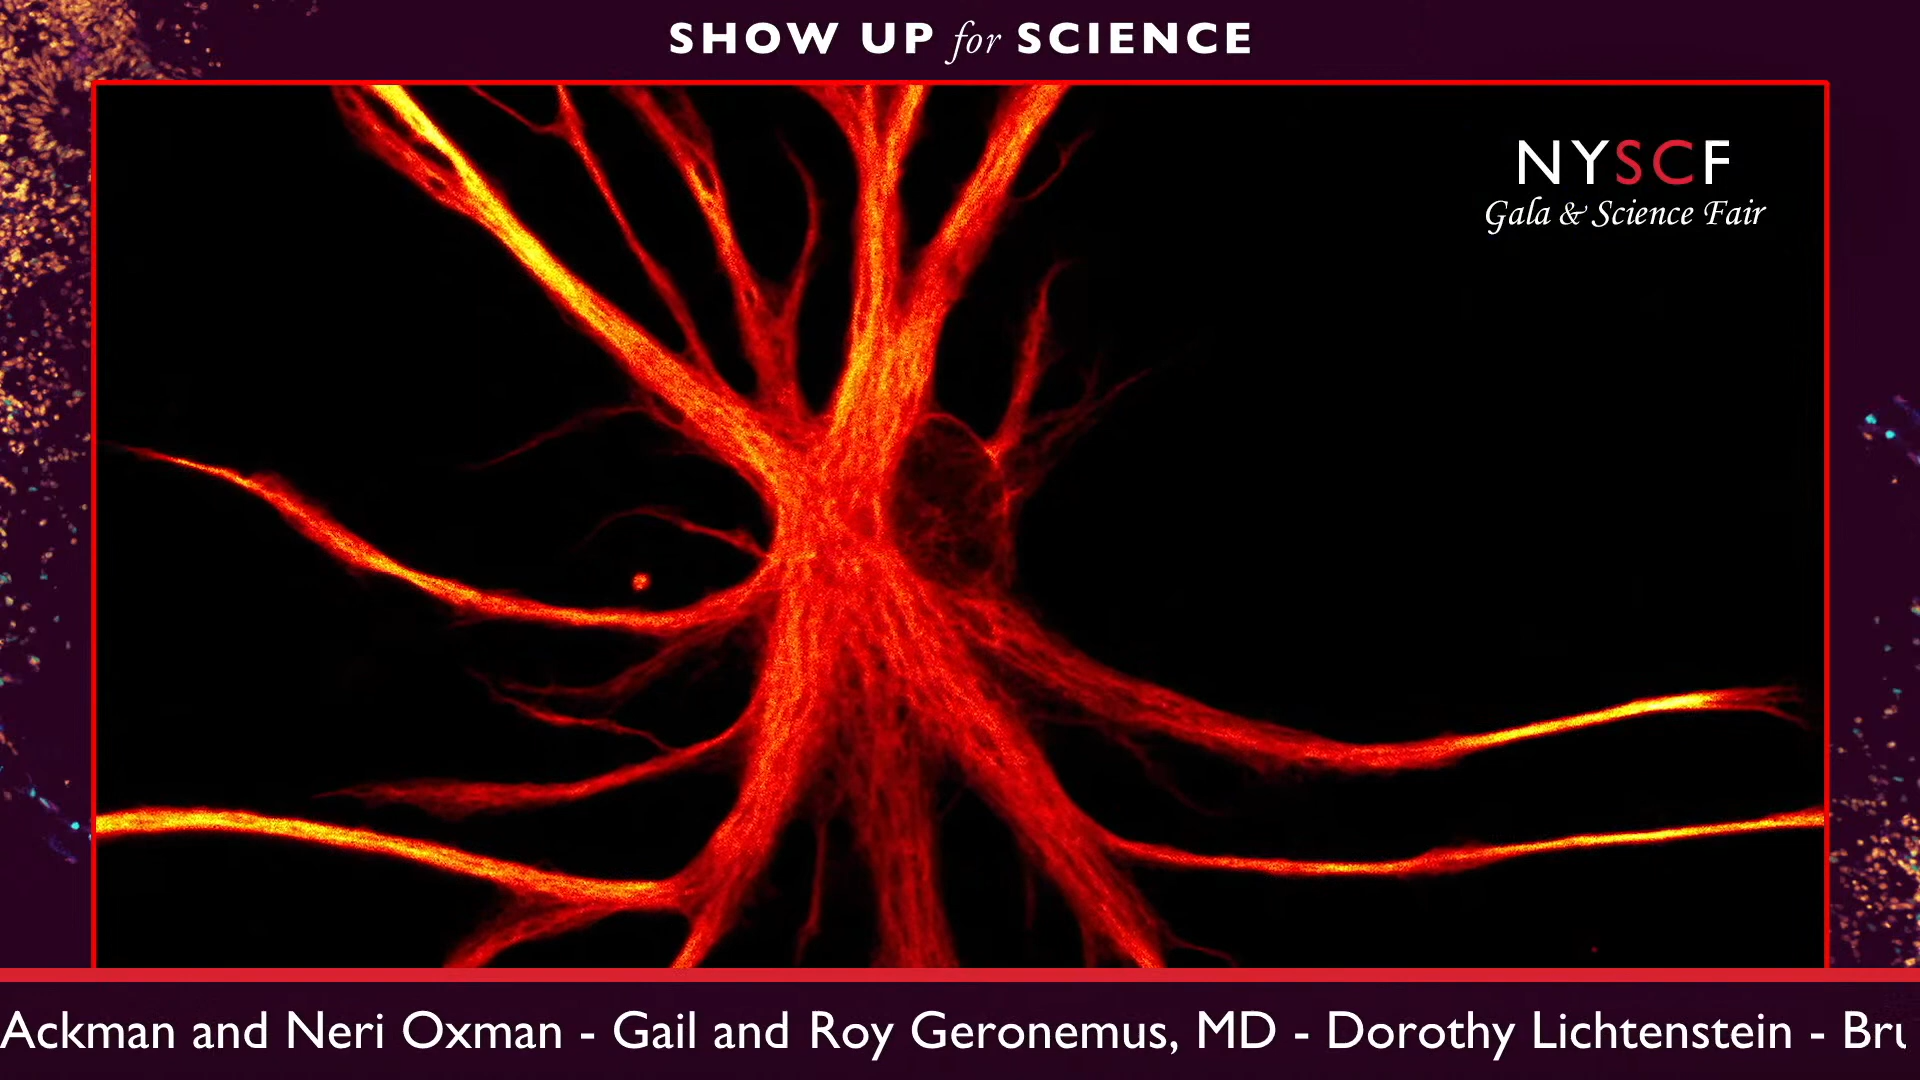 SHOW UP for SCIENCE
NYSCF
Gala & Science Fair
Ackman and Neri Oxman - Gail and Roy Geronemus, MD - Dorothy Lichtenstein -